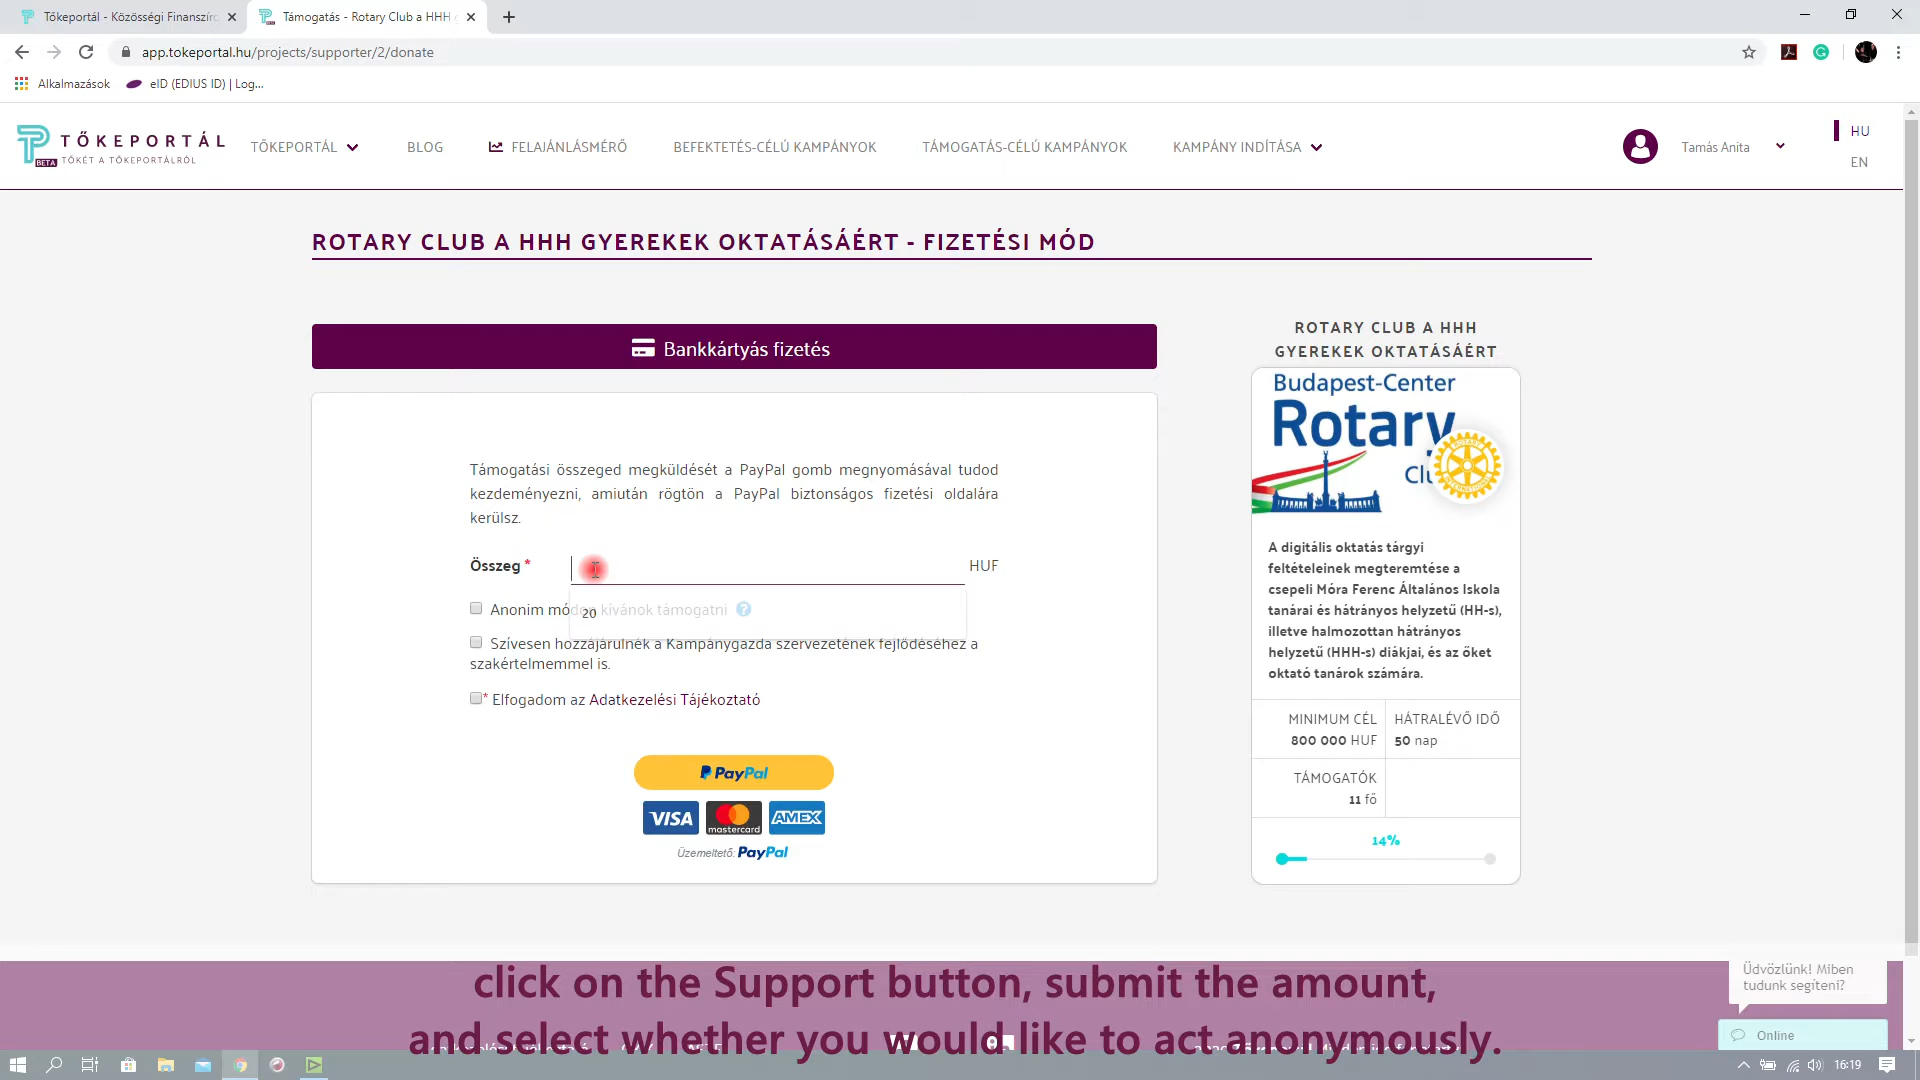 Tőkeportál - Közösségi Finanszíro
Támogatás - Rotary Club a HHH
app.tokeportal.hu/projects/supporter/2/donate
Alkalmazások
eID (EDIUS ID) | Log...
TŐKEPORTÁL
BETA
TŐKÉT A TŐKEPORTÁLRÓL
TŐKEPORTÁL
BLOG
FELAJÁNLÁSMÉRŐ
BEFEKTETÉS-CÉLÚ KAMPÁNYOK
TÁMOGATÁS-CÉLÚ KAMPÁNYOK
KAMPÁNY INDÍTÁSA
Tamás Anita
HU
EN
ROTARY CLUB A HHH GYEREKEK OKTATÁSÁÉRT - FIZETÉSI MÓD
Bankkártyás fizetés
Támogatási összeged megküldését a PayPal gomb megnyomásával tudod
kezdeményezni, amiután rögtön a PayPal biztonságos fizetési oldalára
kerülsz.
Összeg *
HUF
20
Anonim módon kívánok támogatni ?
Szívesen hozzájárulnék a Kampánygazda szervezetének fejlődéséhez a
szakértelmemmel is.
* Elfogadom az Adatkezelési Tájékoztató
PayPal
VISA
mastercard
AMEX
Üzemeltető: PayPal
ROTARY CLUB A HHH
GYEREKEK OKTATÁSÁÉRT
Budapest-Center
Rotary
Clu
A digitális oktatás tárgyi
feltételeinek megteremtése a
csepeli Móra Ferenc Általános Iskola
tanárai és hátrányos helyzetű (HH-s),
illetve halmozottan hátrányos
helyzetű (HHH-s) diákjai, és az őket
oktató tanárok számára.
MINIMUM CÉL
800 000 HUF
HÁTRALÉVŐ IDŐ
50 nap
TÁMOGATÓK
11 fő
14%
click on the Support button, submit the amount,
and select whether you would like to act anonymously.
Üdvözlünk! Miben
tudunk segíteni?
Online
16:19